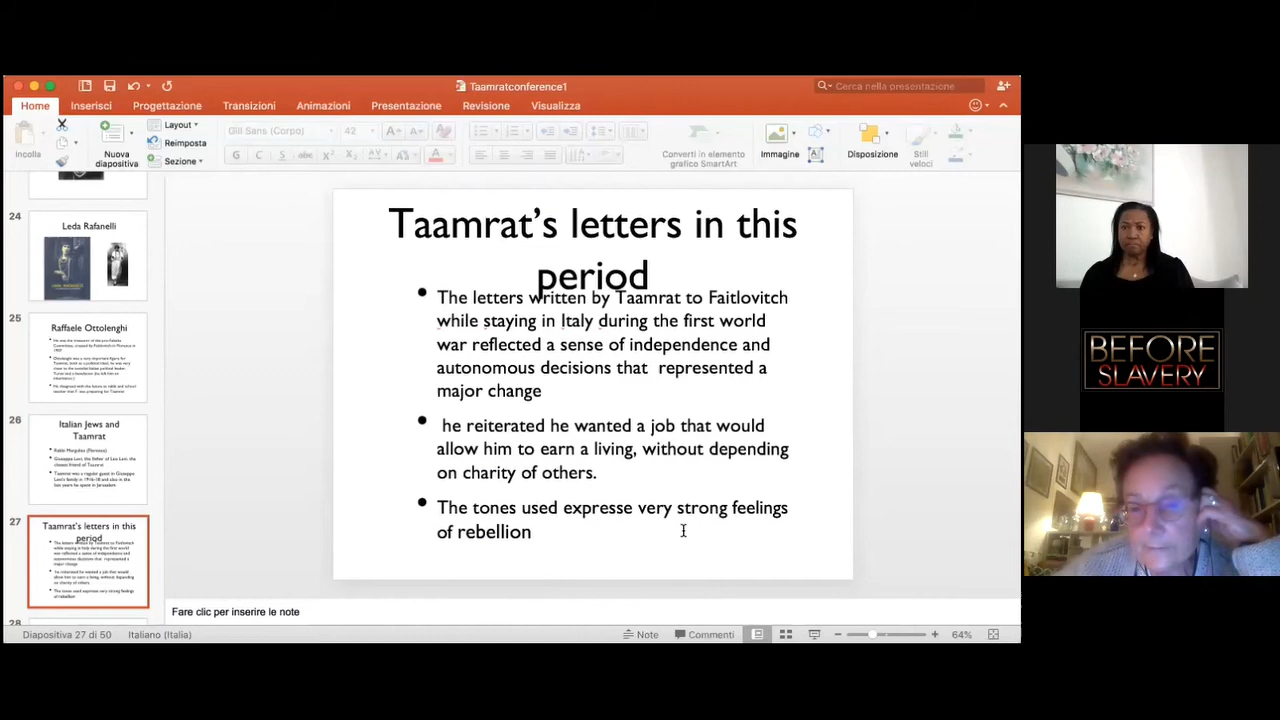 Taamratconference1
Cerca nella presentazione
Home Inserisci Progettazione Transizioni Animazioni Presentazione Revisione Visualizza
Incolla
Nuova diapositiva
Layout
Reimposta
Sezione
Gill Sans (Corpo) 42
Converti in elemento grafico SmartArt
Immagine
Disposizione
Stili veloci
24
Leda Rafanelli
25
Raffaele Ottolenghi
26
Italian Jews and
Taamrat
27
Taamrat's letters in this
period
28
Taamrat’s letters in this
period
• The letters written by Taamrat to Faitlovitch
while staying in Italy during the first world
war reflected a sense of independence and
autonomous decisions that represented a
major change
• he reiterated he wanted a job that would
allow him to earn a living, without depending
on charity of others.
• The tones used expresse very strong feelings
of rebellion
Fare clic per inserire le note
Diapositiva 27 di 50 Italiano (Italia) Note Commenti 64%
BEFORE
SLAVERY